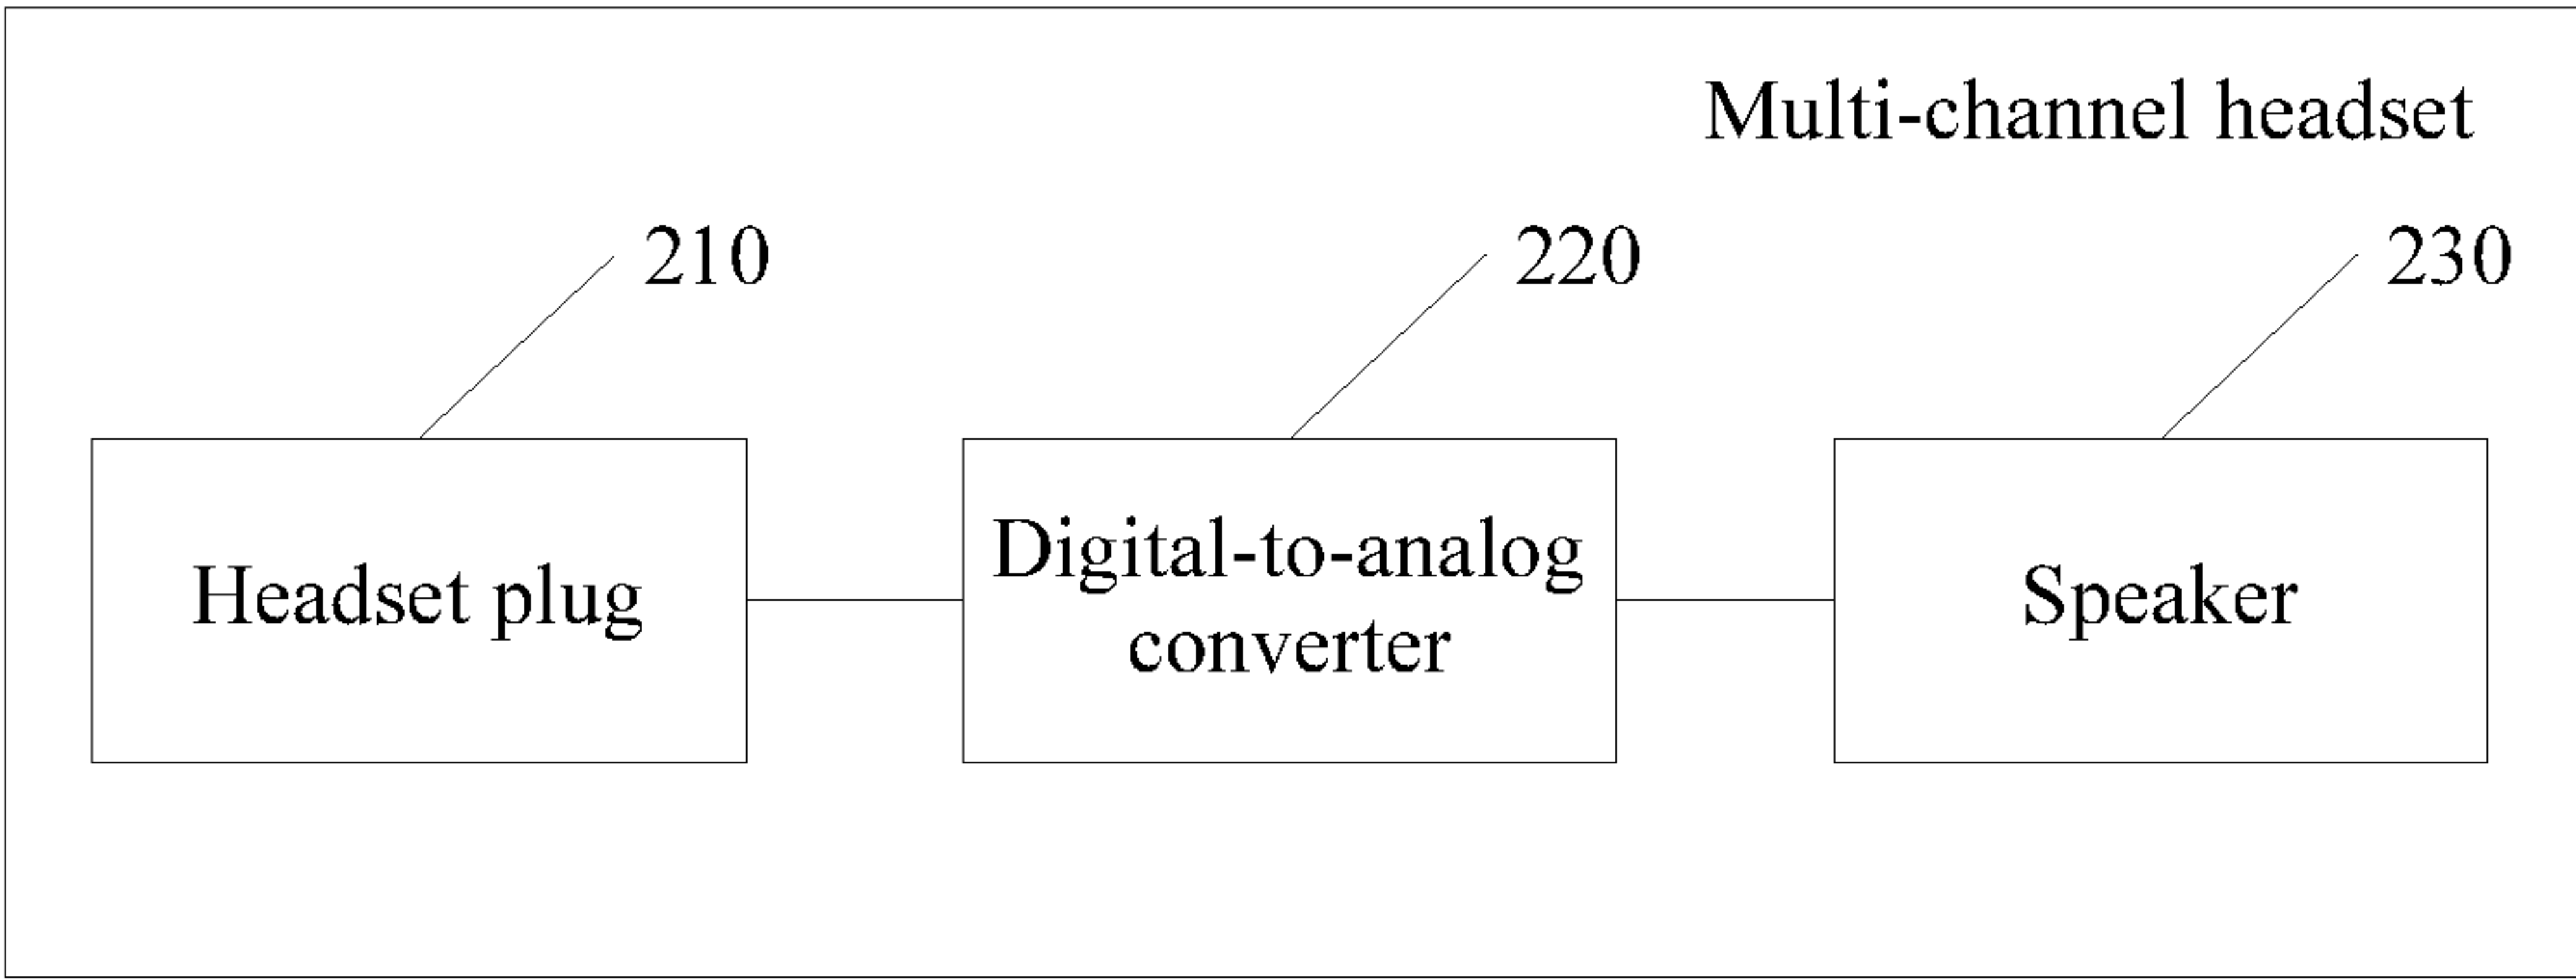 Multi-channel headset
210
220
230
Headset plug
Digital-to-analog
converter
Speaker